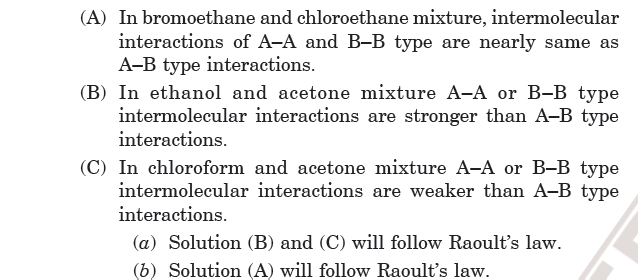 (A) In bromoethane and chloroethane mixture, intermolecular
interactions of A–A and B–B type are nearly same as
A–B type interactions.
(B) In ethanol and acetone mixture A–A or B–B type
intermolecular interactions are stronger than A–B type
interactions.
(C) In chloroform and acetone mixture A–A or B–B type
intermolecular interactions are weaker than A–B type
interactions.
(a) Solution (B) and (C) will follow Raoult’s law.
(b) Solution (A) will follow Raoult’s law.